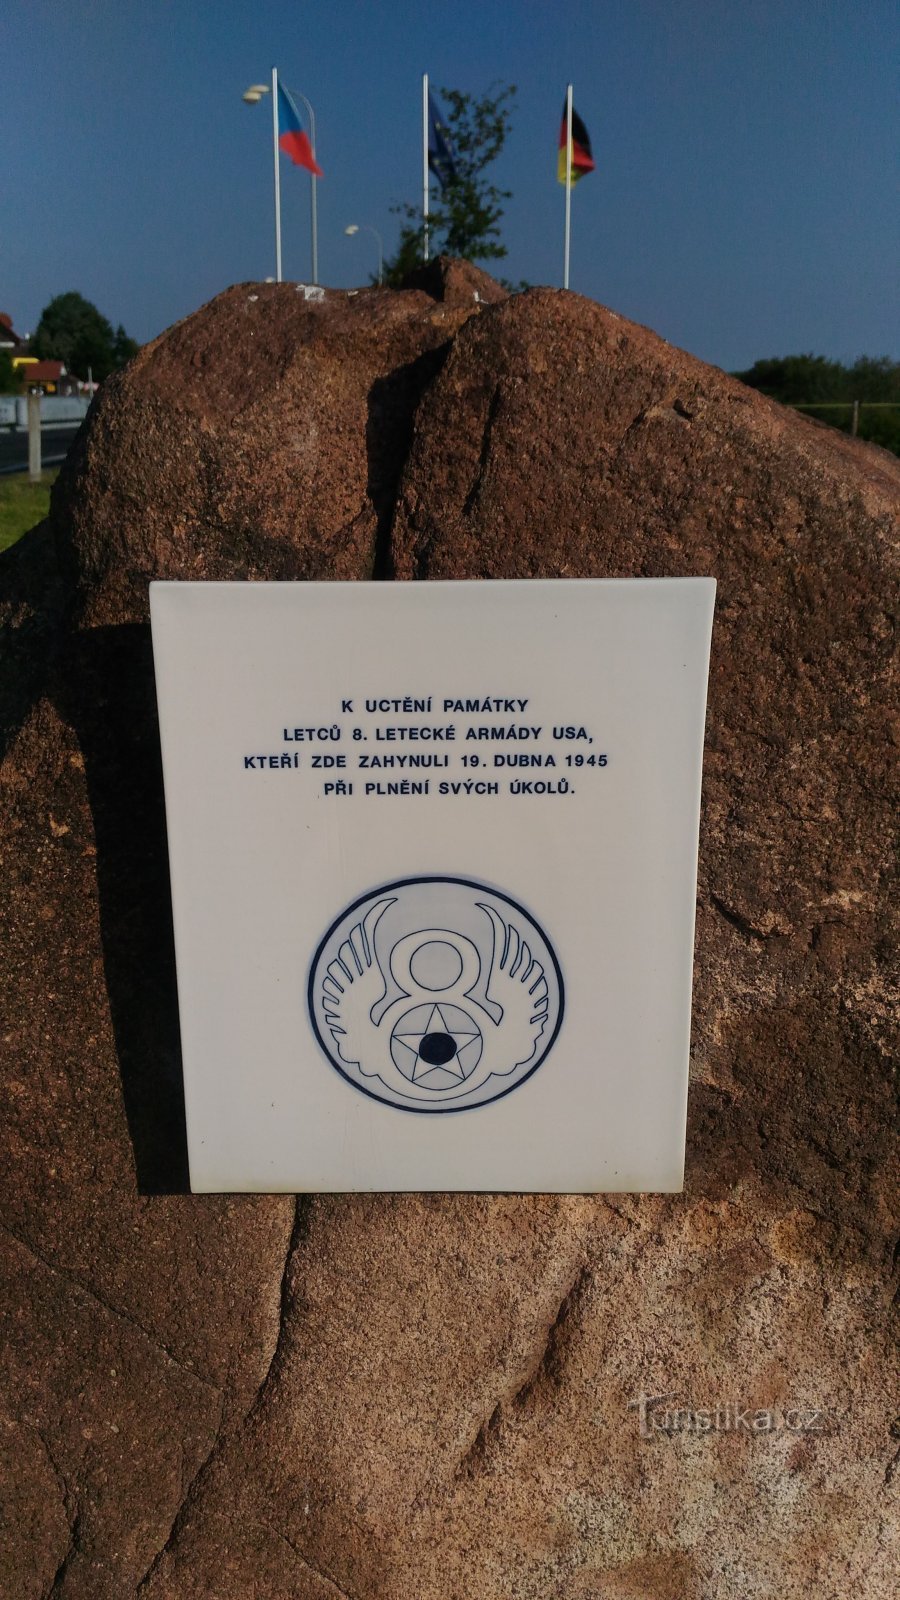 K UCTĚNÍ PAMÁTKY
LETCŮ 8. LETECKÉ ARMÁDY USA,
KTEŘÍ ZDE ZAHYNULI 19. DUBNA 1945
PŘI PLNĚNÍ SVÝCH ÚKOLŮ.
8
Turistika.cz